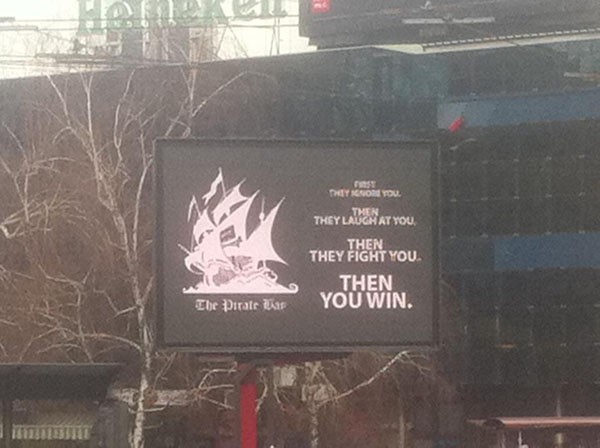 Heineken
FIRST
THEY IGNORE YOU.
THEN
THEY LAUGH AT YOU.
THEN
THEY FIGHT YOU.
THEN
YOU WIN.
The Pirate Bay